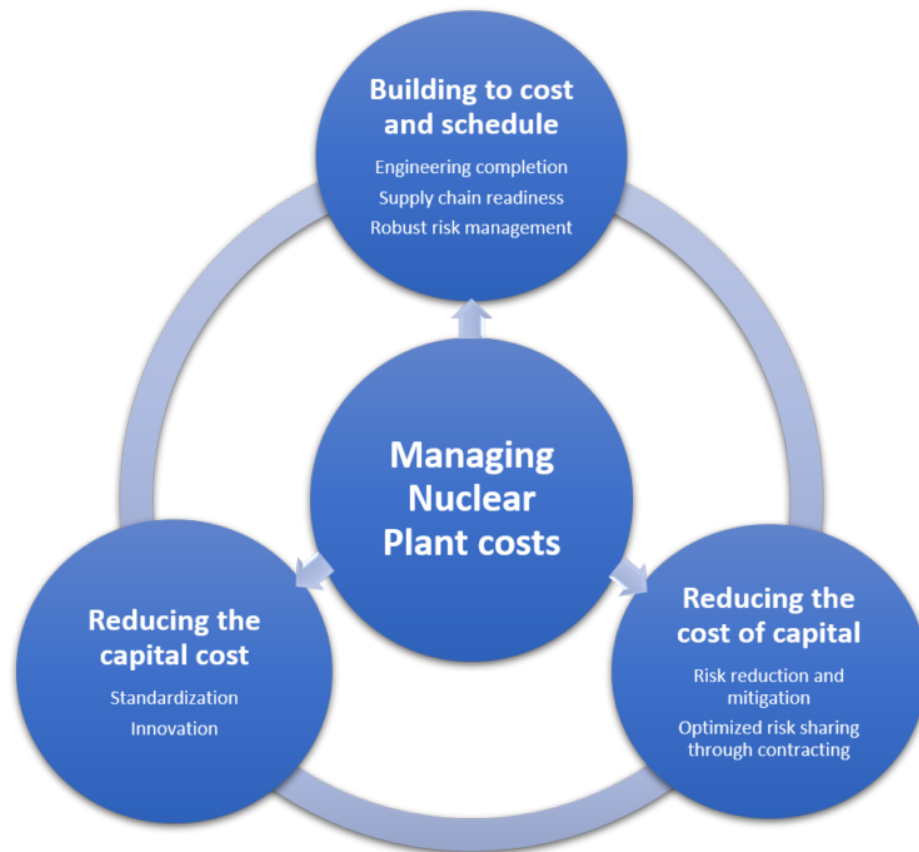 Building to cost
and schedule
Engineering completion
Supply chain readiness
Robust risk management
Managing
Nuclear
Plant costs
Reducing the
capital cost
Standardization
Innovation
Reducing the
cost of capital
Risk reduction and
mitigation
Optimized risk sharing
through contracting